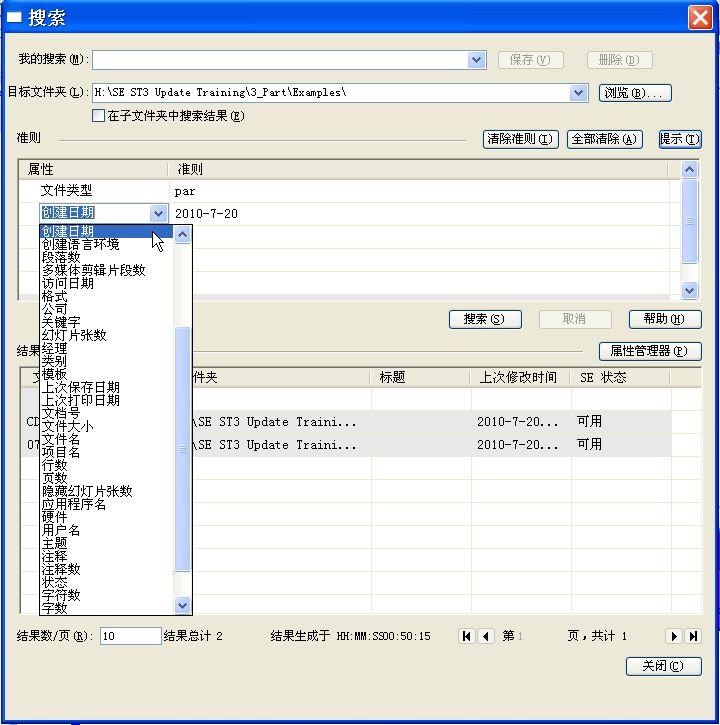 搜索
我的搜索(M): 保存(V) 删除(D)
目标文件夹(L): H:\SE ST3 Update Training\3_Part\Examples\ 浏览(B)...
在子文件夹中搜索结果(E)
准则 清除准则(I) 全部清除(A) 提示(T)
属性 准则
文件类型 par
创建日期 2010-7-20
创建日期
创建语言环境
段落数
多媒体剪辑片段数
访问日期
格式
公司
关键字
幻灯片张数
经理
类别
模板
上次保存日期
上次打印日期
文档号
文件大小
文件名
项目名
行数
页数
隐藏幻灯片张数
应用程序名
硬件
用户名
主题
注释
注释数
状态
字符数
字数
搜索(S) 取消 帮助(H)
结果 属性管理器(P)
件夹 标题 上次修改时间 SE 状态
CD \SE ST3 Update Traini... 2010-7-20... 可用
07 \SE ST3 Update Traini... 2010-7-20... 可用
结果数/页(R): 10 结果总计 2 结果生成于 HH:MM:SS00:50:15 第 1 页,共计 1
关闭(C)